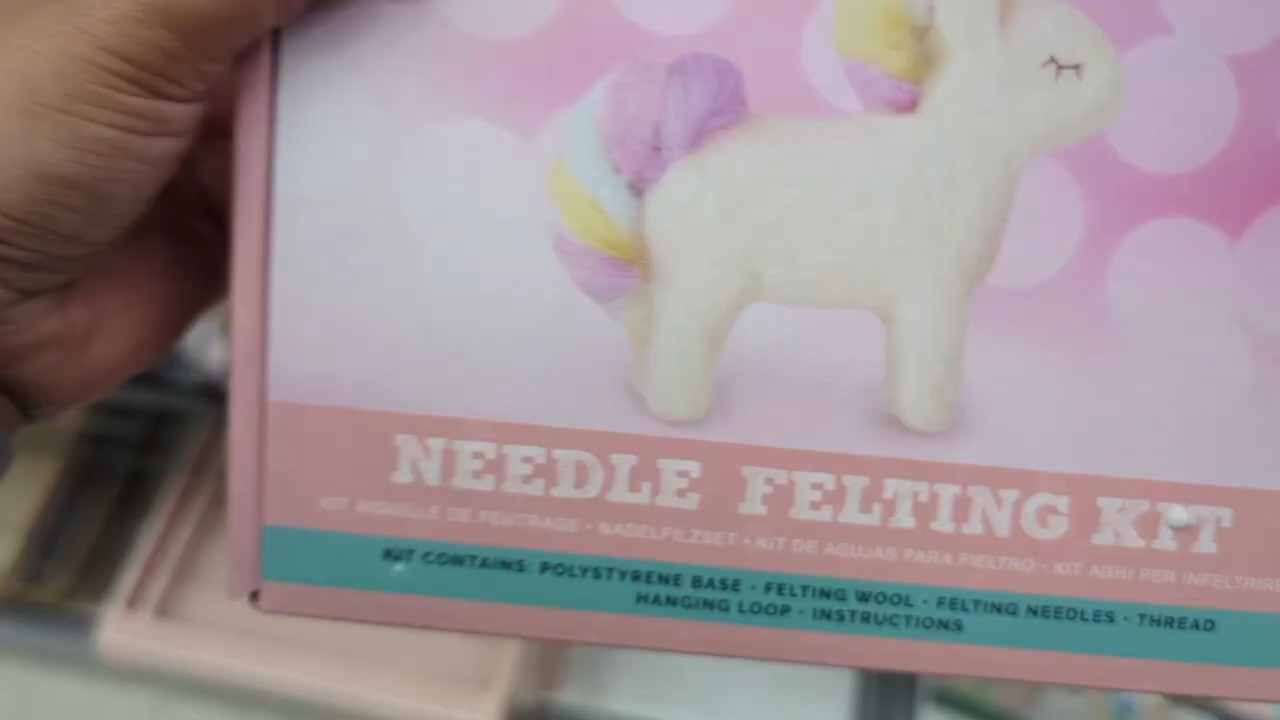 NEEDLE FELTING KIT
KIT AIGUILLE DE FEUTRAGE • NADELFILZSET • KIT DE AGUJAS PARA FIELTRO • KIT AGHI PER INFELTRIRE
KIT CONTAINS: POLYSTYRENE BASE • FELTING WOOL • FELTING NEEDLES • THREAD
HANGING LOOP • INSTRUCTIONS